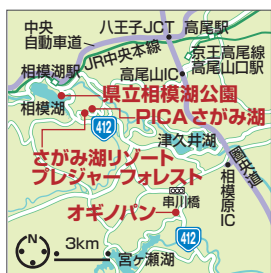 中央
自動車道
八王子JCT
高尾駅
JR中央本線
京王高尾線
高尾山口駅
相模湖駅
高尾山IC
県立相模湖公園
相模湖
PICAさがみ湖
412
津久井湖
圏央道
さがみ湖リゾート
プレジャーフォレスト
相模原IC
串川橋
オギノパン
412
N
3km
宮ヶ瀬湖